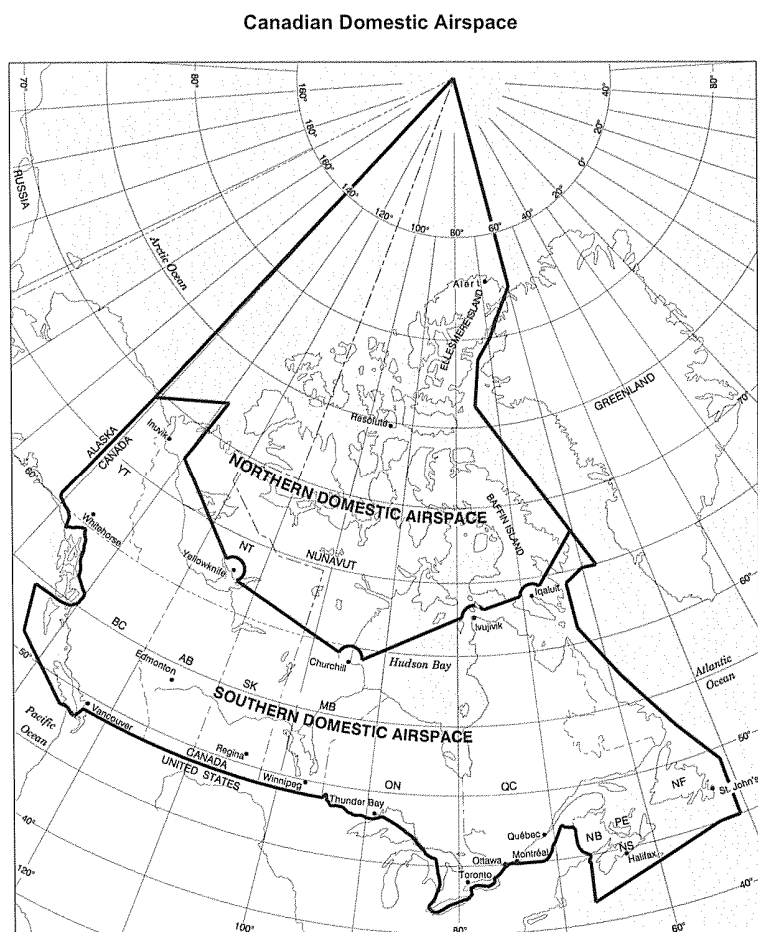 Canadian Domestic Airspace
70°
80°
160°
180°
160°
140°
120°
100°
80°
60°
40°
20°
0°
20°
40°
80°
RUSSIA
Arctic Ocean
Alert
ELLESMERE ISLAND
GREENLAND
70°
Resolute
ALASKA
CANADA
Inuvik
YT
60°
Whitehorse
NORTHERN DOMESTIC AIRSPACE
BAFFIN ISLAND
NT
NUNAVUT
Yellowknife
Iqaluit
60°
Ivujivik
Churchill
Hudson Bay
BC
AB
SK
MB
Edmonton
50°
SOUTHERN DOMESTIC AIRSPACE
Atlantic
Ocean
Pacific
Ocean
Vancouver
Regina
CANADA
UNITED STATES
Winnipeg
Thunder Bay
ON
QC
50°
NF
St. John's
PE
NB
NS
Halifax
Québec
Montréal
Ottawa
Toronto
40°
120°
100°
80°
60°
40°